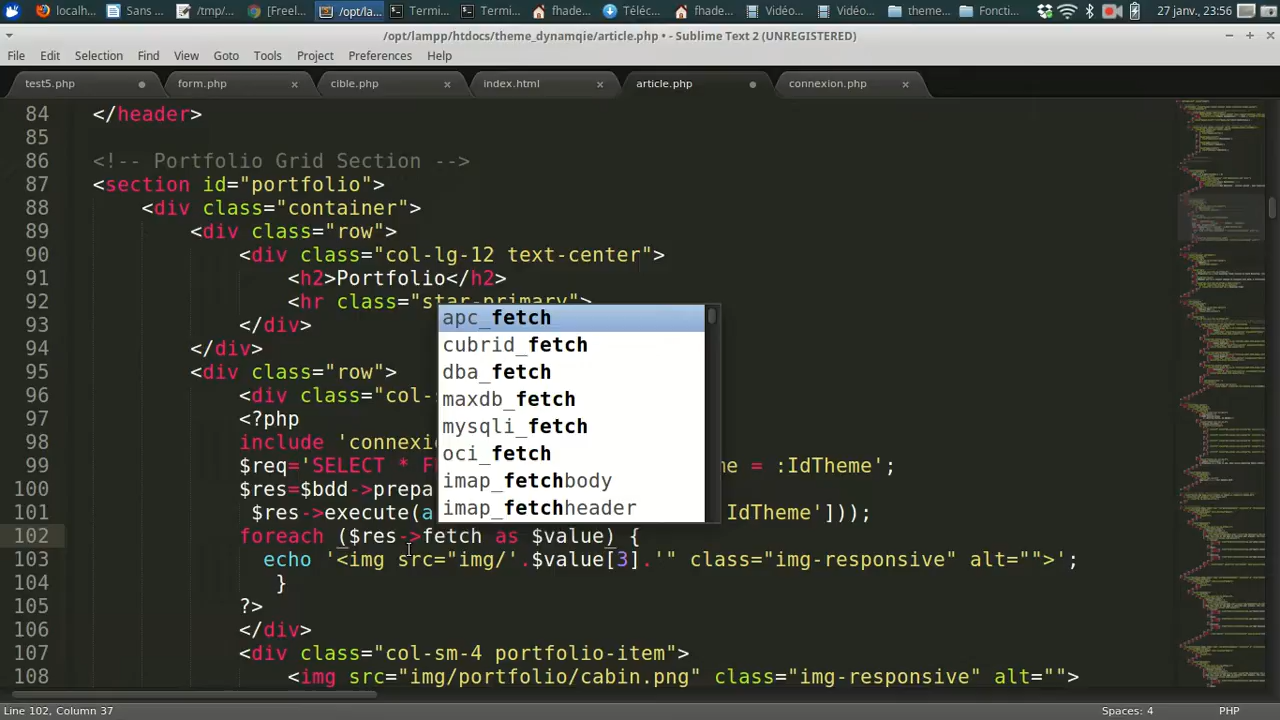 localh...
Sans ...
/tmp/...
[Freel...
/opt/la...
Termi...
Termi...
fhade...
Téléc...
fhade...
Vidéo...
Vidéo...
theme...
Foncti...
27 janv., 23:56
/opt/lampp/htdocs/theme_dynamqie/article.php • - Sublime Text 2 (UNREGISTERED)
File Edit Selection Find View Goto Tools Project Preferences Help
test5.php form.php cible.php index.html article.php connexion.php
84 </header>
85
86 <!-- Portfolio Grid Section -->
87 <section id="portfolio">
88 <div class="container">
89 <div class="row">
90 <div class="col-lg-12 text-center">
91 <h2>Portfolio</h2>
92 <hr class="star-primary">
93 </div>
94 </div>
95 <div class="row">
96 <div class="col-
97 <?php
98 include 'connexi
99 $req='SELECT * F me = :IdTheme';
100 $res=$bdd->prepa
101 $res->execute(a IdTheme']));
102 foreach ($res->fetch as $value) {
103 echo '<img src="img/' .$value[3].'" class="img-responsive" alt="">';
104 }
105 ?>
106 </div>
107 <div class="col-sm-4 portfolio-item">
108 <img src="img/portfolio/cabin.png" class="img-responsive" alt="">
apc_fetch
cubrid_fetch
dba_fetch
maxdb_fetch
mysqli_fetch
oci_fetch
imap_fetchbody
imap_fetchheader
Line 102, Column 37
Spaces: 4
PHP